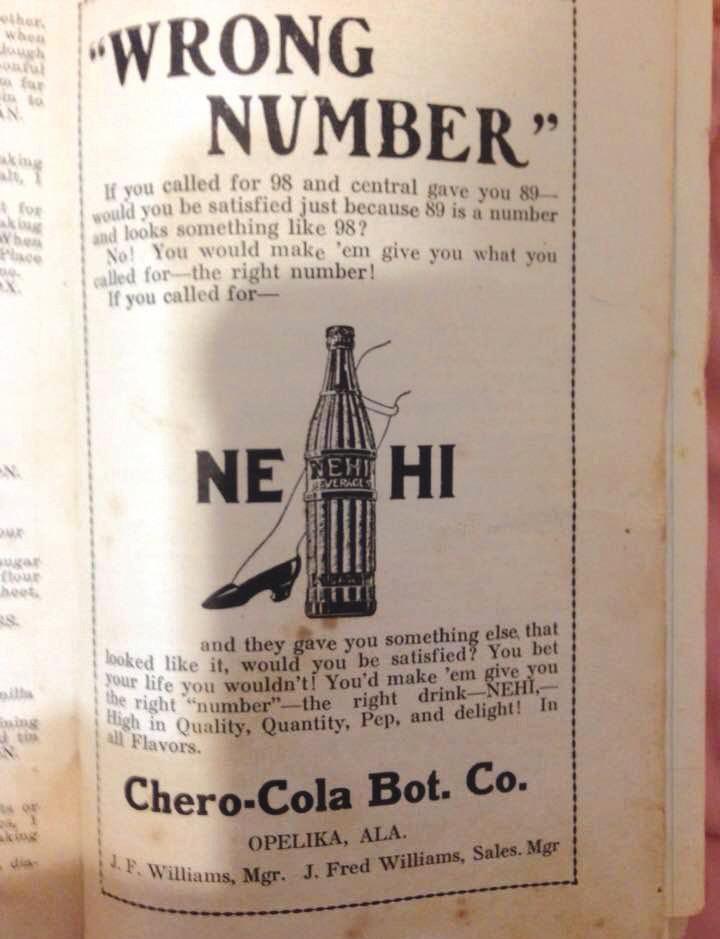 "WRONG
NUMBER"
If you called for 98 and central gave you 89—
would you be satisfied just because 89 is a number
and looks something like 98?
No! You would make 'em give you what you
called for—the right number!
If you called for—
NE HI
NEHI
BEVERAGES
and they gave you something else, that
looked like it, would you be satisfied? You bet
your life you wouldn't! You'd make 'em give you
the right "number"—the right drink—NEHI,—
High in Quality, Quantity, Pep, and delight! In
all Flavors.
Chero-Cola Bot. Co.
OPELIKA, ALA.
J. F. Williams, Mgr. J. Fred Williams, Sales. Mgr